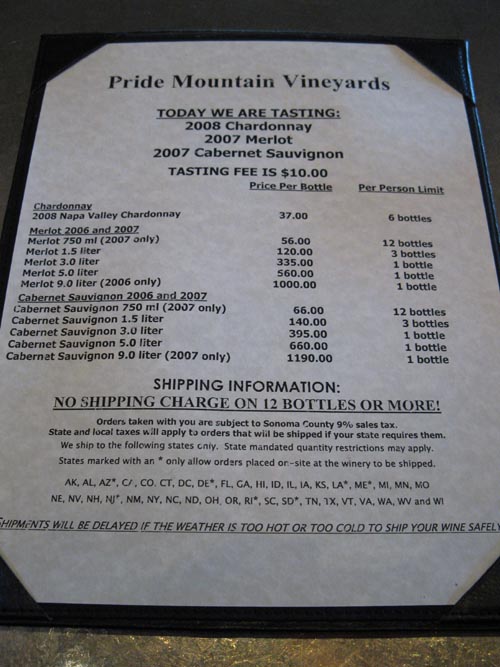 Pride Mountain Vineyards
TODAY WE ARE TASTING:
2008 Chardonnay
2007 Merlot
2007 Cabernet Sauvignon
TASTING FEE IS $10.00
Price Per Bottle Per Person Limit
Chardonnay
2008 Napa Valley Chardonnay 37.00 6 bottles
Merlot 2006 and 2007
Merlot 750 ml (2007 only) 56.00 12 bottles
Merlot 1.5 liter 120.00 3 bottles
Merlot 3.0 liter 335.00 1 bottle
Merlot 5.0 liter 560.00 1 bottle
Merlot 9.0 liter (2006 only) 1000.00 1 bottle
Cabernet Sauvignon 2006 and 2007
Cabernet Sauvignon 750 ml (2007 only) 66.00 12 bottles
Cabernet Sauvignon 1.5 liter 140.00 3 bottles
Cabernet Sauvignon 3.0 liter 395.00 1 bottle
Cabernet Sauvignon 5.0 liter 660.00 1 bottle
Cabernet Sauvignon 9.0 liter (2007 only) 1190.00 1 bottle
SHIPPING INFORMATION:
NO SHIPPING CHARGE ON 12 BOTTLES OR MORE!
Orders taken with you are subject to Sonoma County 9% sales tax.
State and local taxes will apply to orders that will be shipped if your state requires them.
We ship to the following states only. State mandated quantity restrictions may apply.
States marked with an * only allow orders placed on-site at the winery to be shipped.
AK, AL, AZ*, CA, CO, CT, DC, DE*, FL, GA, HI, ID, IL, IA, KS, LA*, ME*, MI, MN, MO
NE, NV, NH, NJ*, NM, NY, NC, ND, OH, OR, RI*, SC, SD*, TN, TX, VT, VA, WA, WV and WI
SHIPMENTS WILL BE DELAYED IF THE WEATHER IS TOO HOT OR TOO COLD TO SHIP YOUR WINE SAFELY